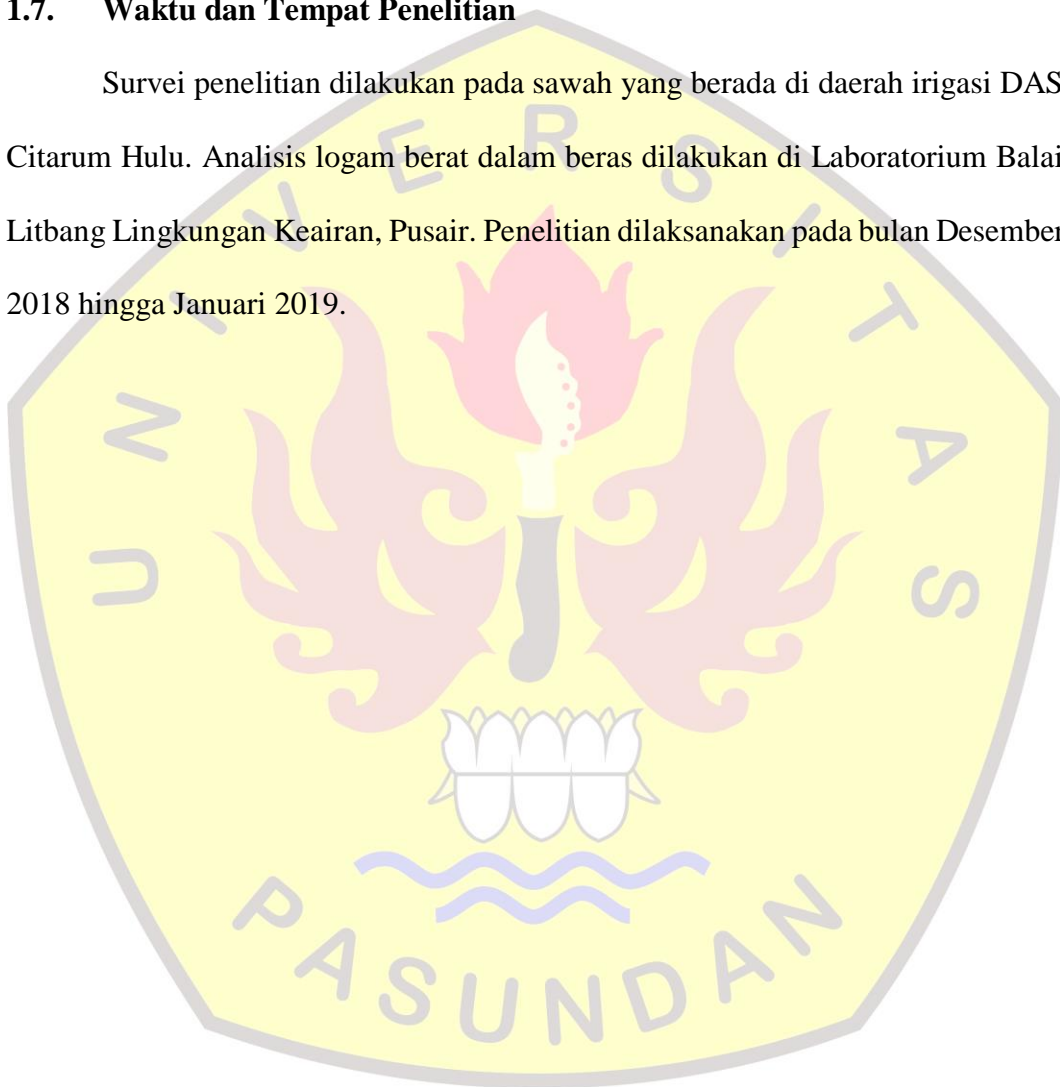 1.7. Waktu dan Tempat Penelitian
Survei penelitian dilakukan pada sawah yang berada di daerah irigasi DAS
Citarum Hulu. Analisis logam berat dalam beras dilakukan di Laboratorium Balai
Litbang Lingkungan Keairan, Pusair. Penelitian dilaksanakan pada bulan Desember
2018 hingga Januari 2019.
UNIVERSITAS
PASUNDAN